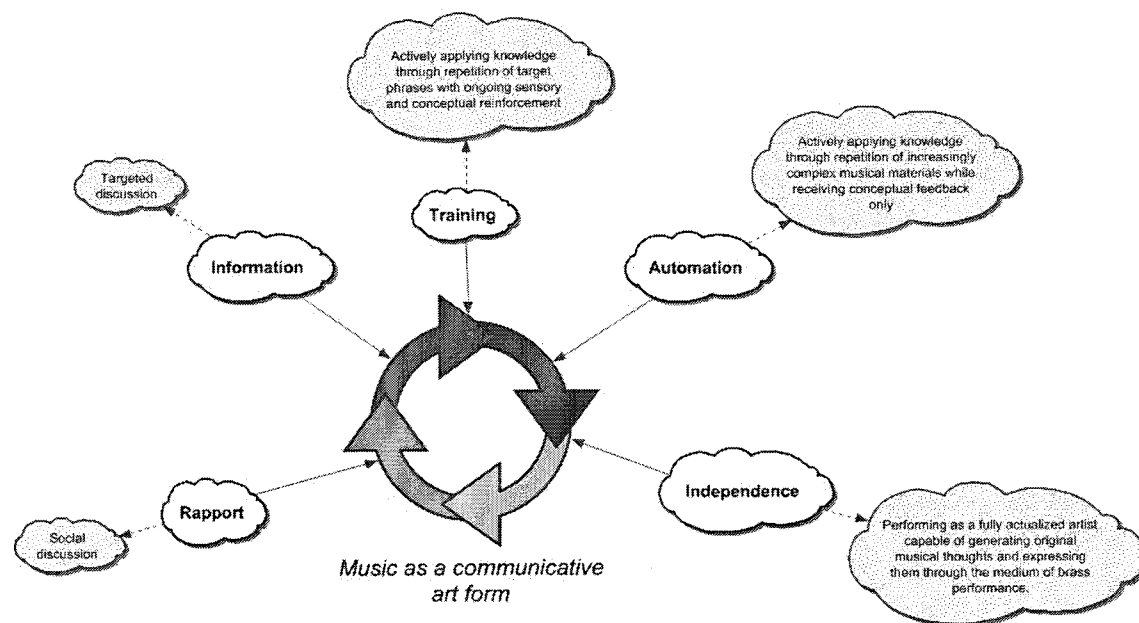 Actively applying knowledge
through repetition of target
phrases with ongoing sensory
and conceptual reinforcement
Training
Targeted
discussion
Information
Actively applying knowledge
through repetition of increasingly
complex musical materials while
receiving conceptual feedback
only
Automation
Rapport
Social
discussion
Independence
Performing as a fully actualized artist
capable of generating original
musical thoughts and expressing
them through the medium of brass
performance.
Music as a communicative
art form